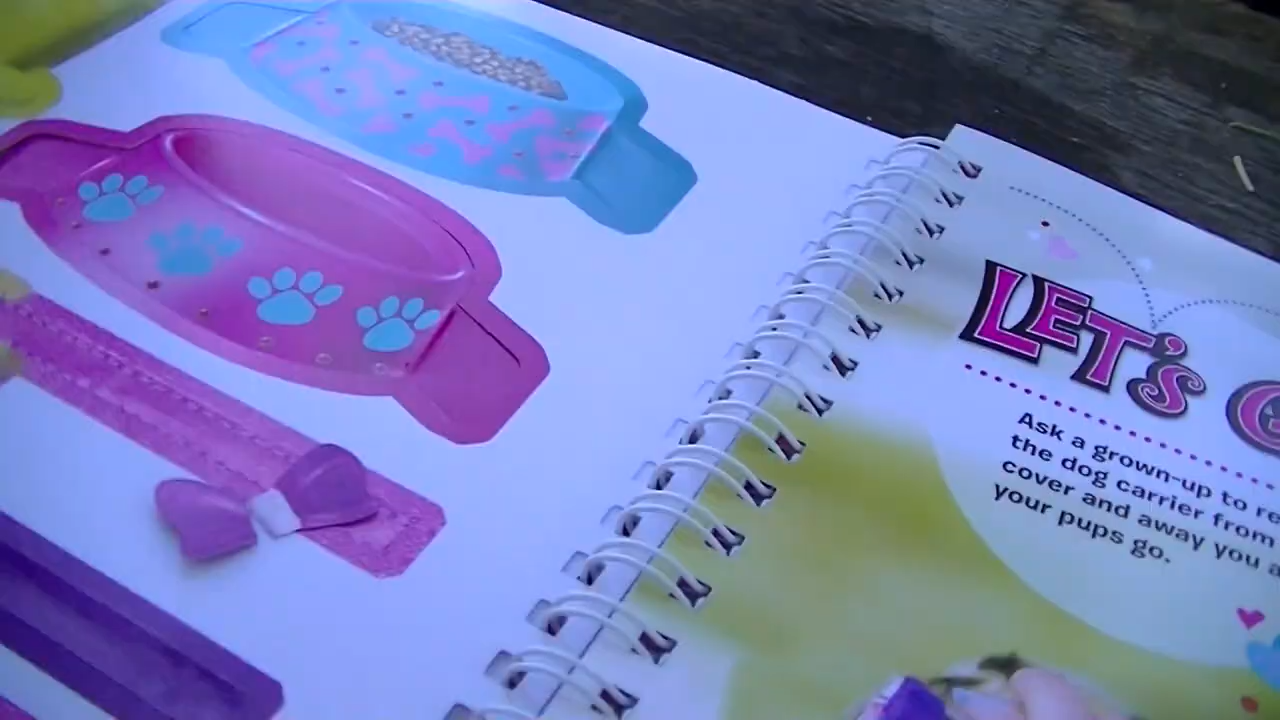 LET'S
Ask a grown-up to
the dog carrier from
cover and away you
your pups go.